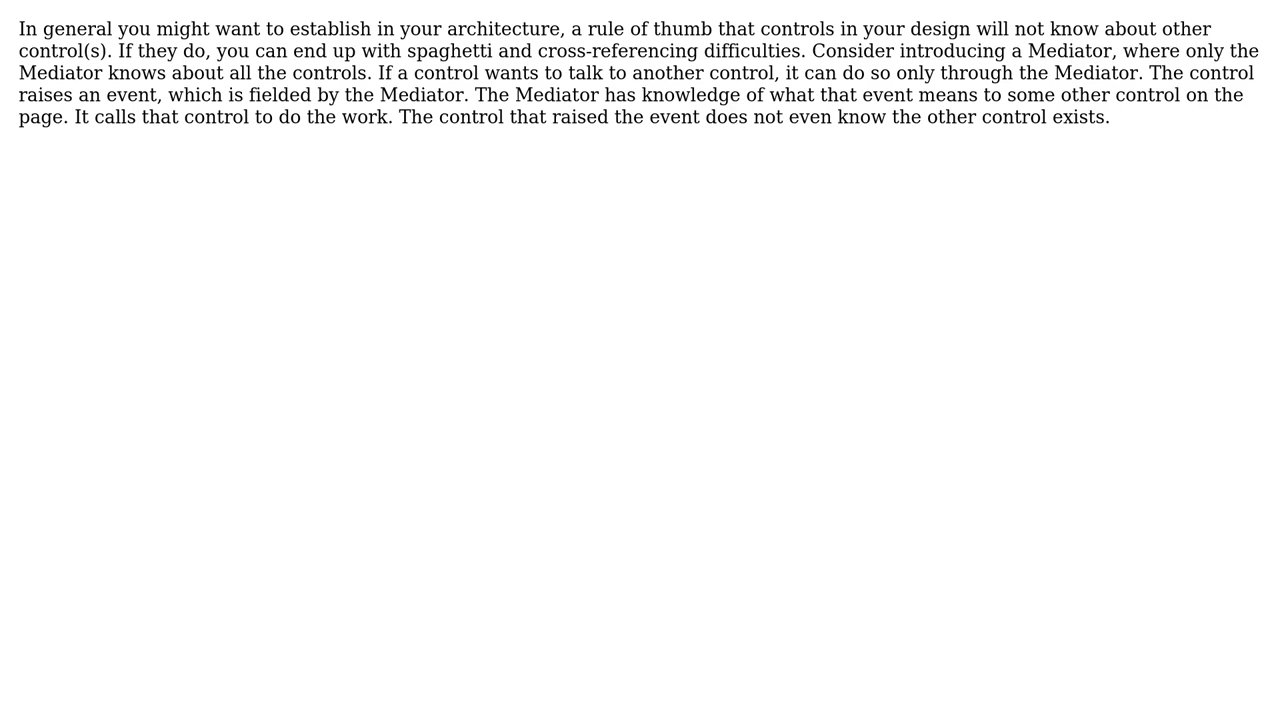 In general you might want to establish in your architecture, a rule of thumb that controls in your design will not know about other
control(s). If they do, you can end up with spaghetti and cross-referencing difficulties. Consider introducing a Mediator, where only the
Mediator knows about all the controls. If a control wants to talk to another control, it can do so only through the Mediator. The control
raises an event, which is fielded by the Mediator. The Mediator has knowledge of what that event means to some other control on the
page. It calls that control to do the work. The control that raised the event does not even know the other control exists.